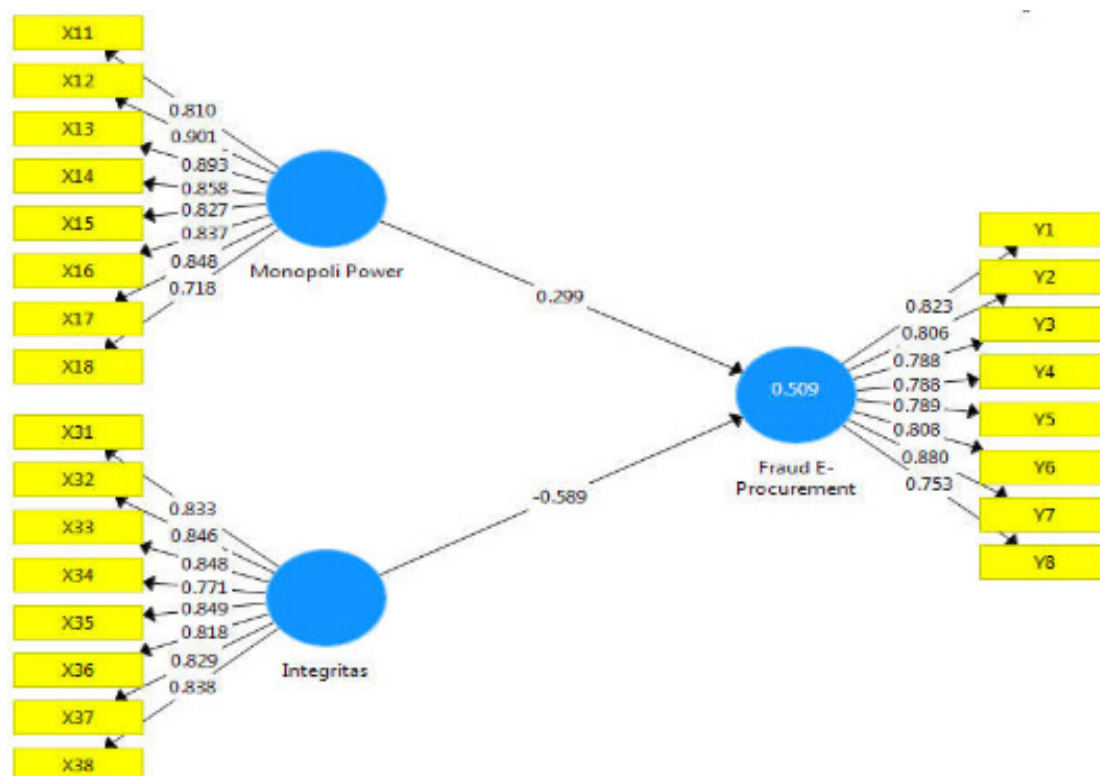 X11
X12
X13
X14
X15
X16
X17
X18
0.810
0.901
0.893
0.858
0.827
0.837
0.848
0.718
Monopoli Power
0.299
X31
X32
X33
X34
X35
X36
X37
X38
0.833
0.846
0.848
0.771
0.849
0.818
0.829
0.838
Integritas
-0.589
0.509
Fraud E-
Procurement
0.823
0.806
0.788
0.788
0.789
0.808
0.880
0.753
Y1
Y2
Y3
Y4
Y5
Y6
Y7
Y8